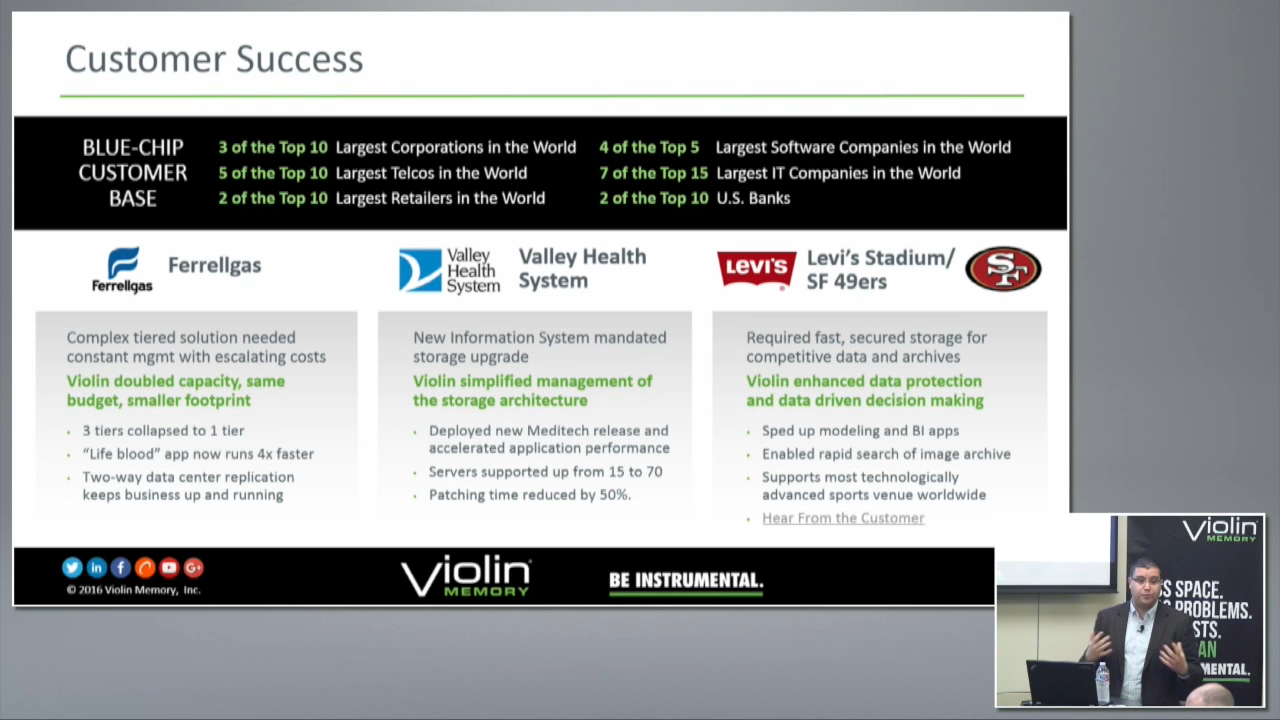 Customer Success
BLUE-CHIP
CUSTOMER
BASE
3 of the Top 10 Largest Corporations in the World
5 of the Top 10 Largest Telcos in the World
2 of the Top 10 Largest Retailers in the World
4 of the Top 5 Largest Software Companies in the World
7 of the Top 15 Largest IT Companies in the World
2 of the Top 10 U.S. Banks
Ferrellgas
Ferrellgas
Valley
Health
System
Valley Health
System
LEVI'S
Levi's Stadium/
SF 49ers
SF
Complex tiered solution needed
constant mgmt with escalating costs
Violin doubled capacity, same
budget, smaller footprint
· 3 tiers collapsed to 1 tier
· "Life blood" app now runs 4x faster
· Two-way data center replication
keeps business up and running
New Information System mandated
storage upgrade
Violin simplified management of
the storage architecture
· Deployed new Meditech release and
accelerated application performance
· Servers supported up from 15 to 70
· Patching time reduced by 50%.
Required fast, secured storage for
competitive data and archives
Violin enhanced data protection
and data driven decision making
· Sped up modeling and BI apps
· Enabled rapid search of image archive
· Supports most technologically
advanced sports venue worldwide
· Hear From the Customer
© 2016 Violin Memory, Inc.
Violin
MEMORY
BE INSTRUMENTAL.
Violin
MEMORY
SPACE.
PROBLEMS.
STS.
AN
MENTAL.